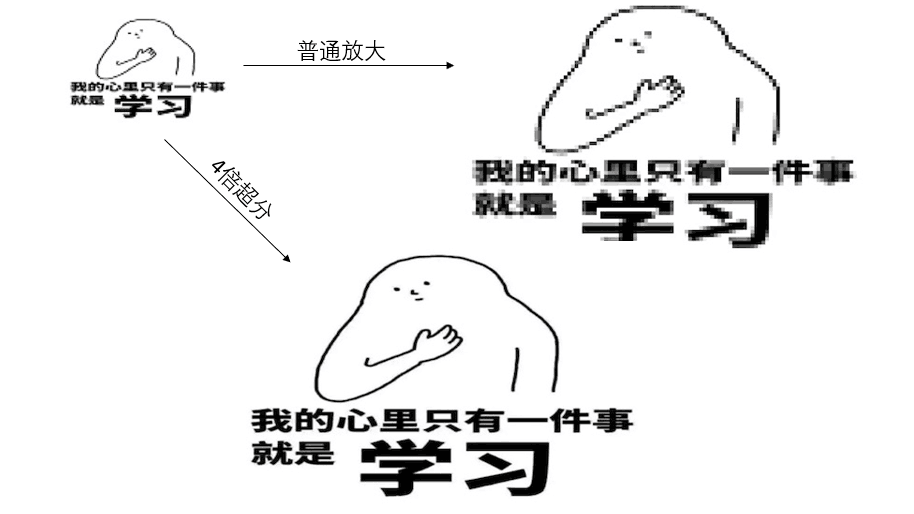 我的心里只有一件事
就是 学习
普通放大
我的心里只有一件事
就是 学习
4倍超分
我的心里只有一件事
就是 学习